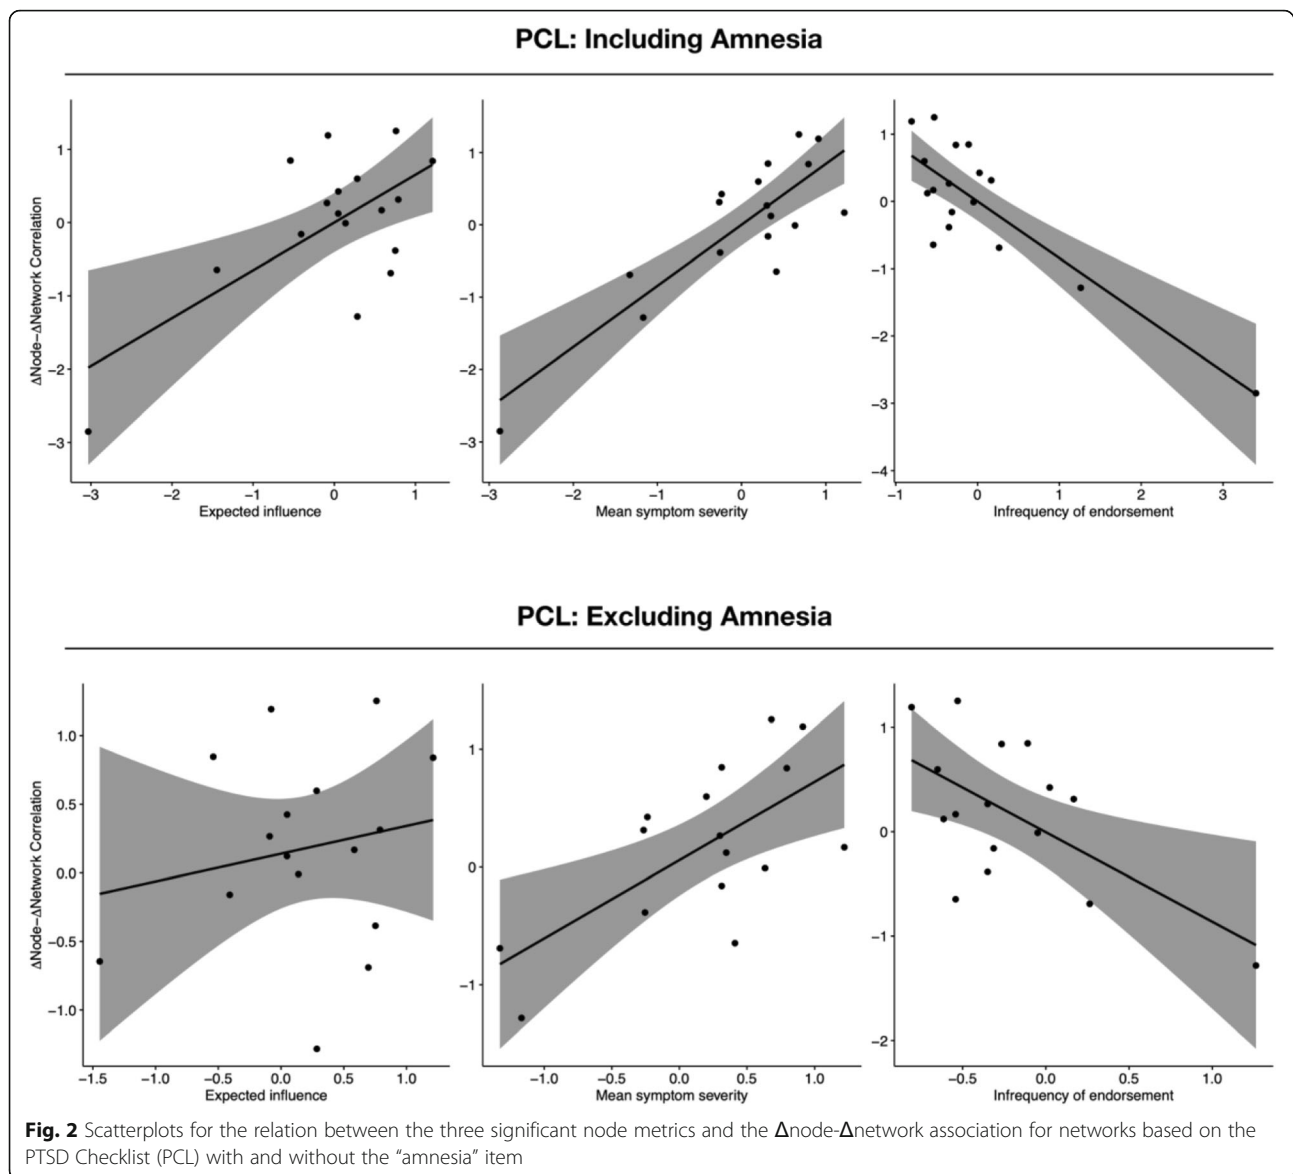 PCL: Including Amnesia
ΔNode−ΔNetwork Correlation
1
0
−1
−2
−3
−3 −2 −1 0 1
Expected influence
1
0
−1
−2
−3
−3 −2 −1 0 1
Mean symptom severity
1
0
−1
−2
−3
−4
−1 0 1 2 3
Infrequency of endorsement
PCL: Excluding Amnesia
ΔNode−ΔNetwork Correlation
1.0
0.5
0.0
−0.5
−1.0
−1.5 −1.0 −0.5 0.0 0.5 1.0
Expected influence
1
0
−1
−1.0 −0.5 0.0 0.5 1.0
Mean symptom severity
1
0
−1
−2
−0.5 0.0 0.5 1.0
Infrequency of endorsement
Fig. 2 Scatterplots for the relation between the three significant node metrics and the Δnode-Δnetwork association for networks based on the
PTSD Checklist (PCL) with and without the “amnesia” item